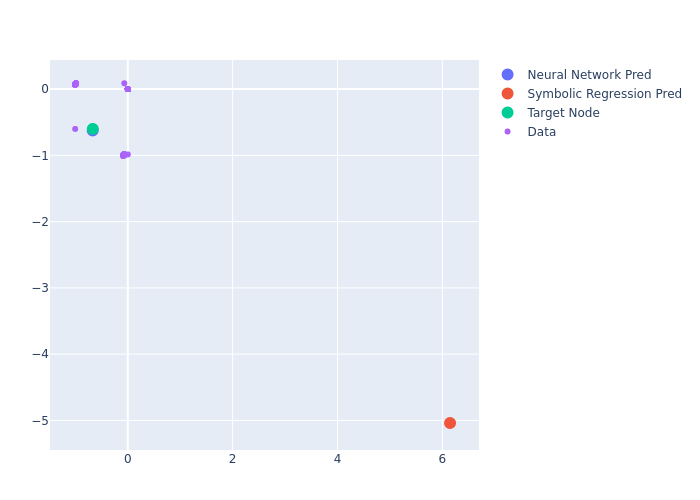 Neural Network Pred
Symbolic Regression Pred
Target Node
Data
0
−1
−2
−3
−4
−5
0
2
4
6